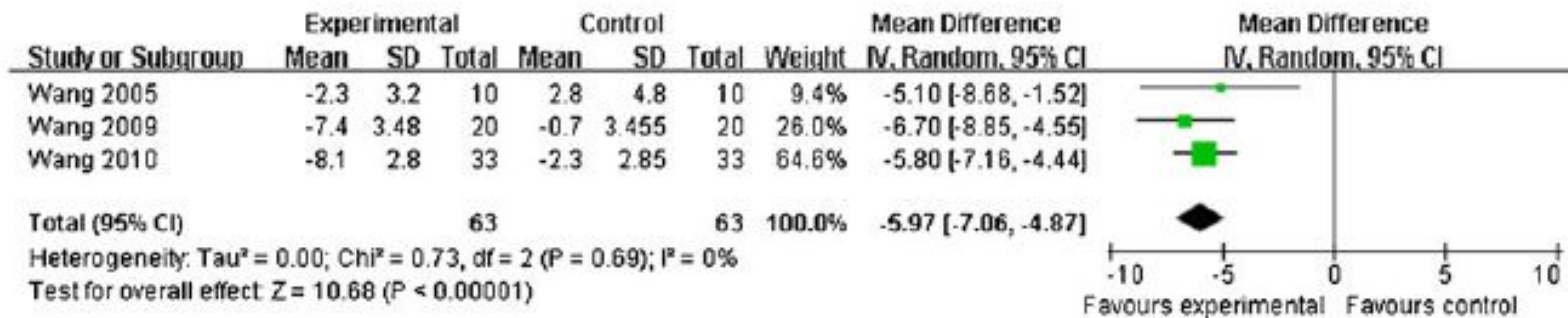 Experimental Control Mean Difference Mean Difference
Study or Subgroup Mean SD Total Mean SD Total Weight IV, Random, 95% CI IV, Random, 95% CI
Wang 2005 -2.3 3.2 10 2.8 4.8 10 9.4% -5.10 [-8.68, -1.52]
Wang 2009 -7.4 3.48 20 -0.7 3.455 20 26.0% -6.70 [-8.85, -4.55]
Wang 2010 -8.1 2.8 33 -2.3 2.85 33 64.6% -5.80 [-7.16, -4.44]
Total (95% CI) 63 63 100.0% -5.97 [-7.06, -4.87]
Heterogeneity: Tau² = 0.00; Chi² = 0.73, df = 2 (P = 0.69); I² = 0%
Test for overall effect: Z = 10.68 (P < 0.00001)
-10 -5 0 5 10
Favours experimental Favours control